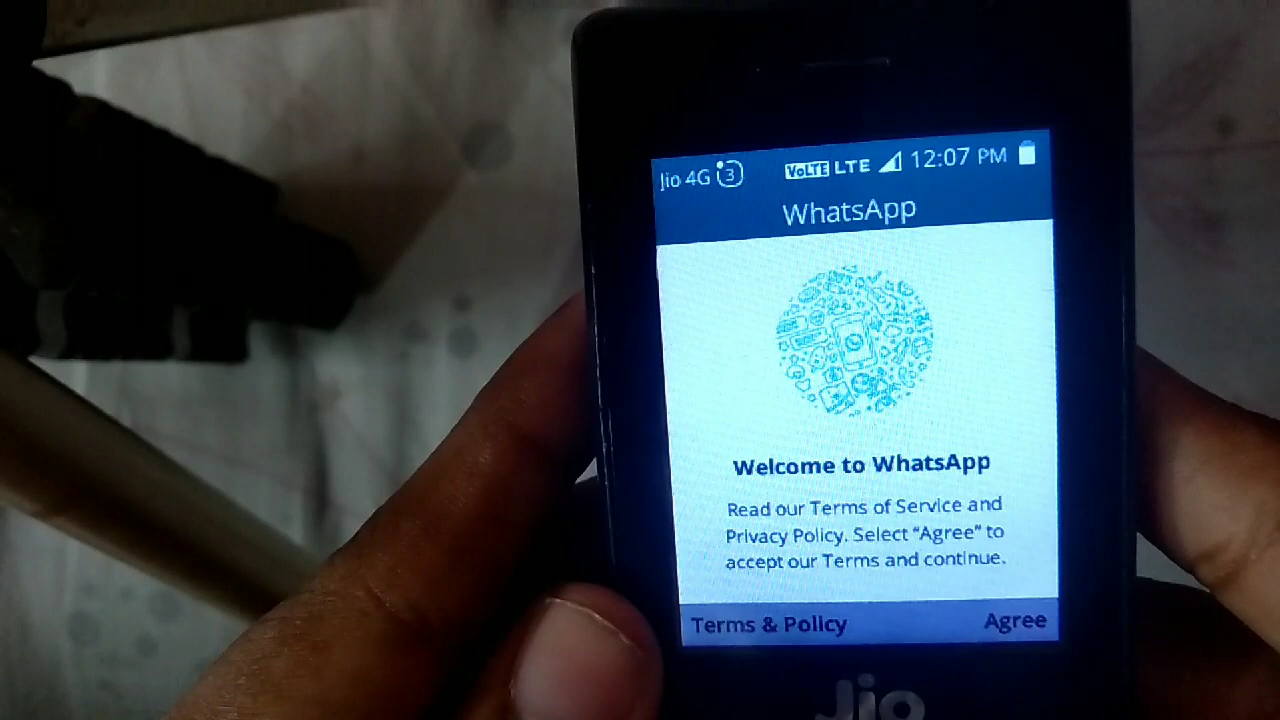 Jio 4G 3 VoLTE LTE 12:07 PM
WhatsApp
Welcome to WhatsApp
Read our Terms of Service and
Privacy Policy. Select “Agree” to
accept our Terms and continue.
Terms & Policy Agree
Jio